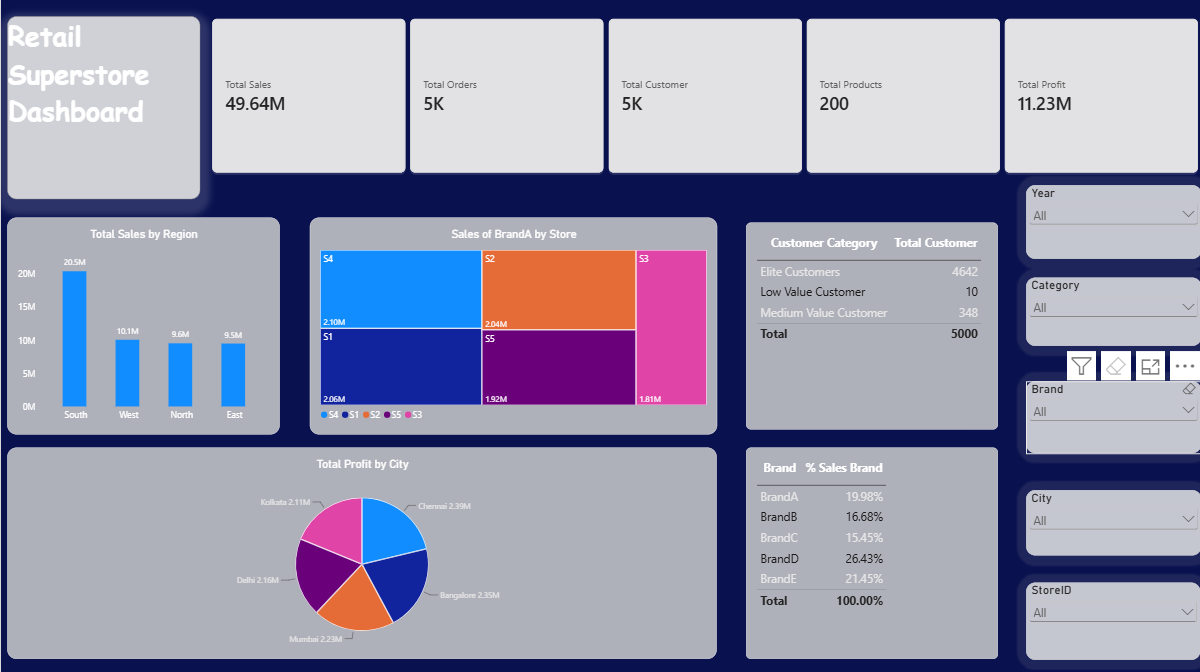 Retail
Superstore
Dashboard
Total Sales
49.64M
Total Orders
5K
Total Customer
5K
Total Products
200
Total Profit
11.23M
Year
All
Category
All
Brand
All
City
All
StoreID
All
Total Sales by Region
20M
15M
10M
5M
0M
20.5M
10.1M
9.6M
9.5M
South West North East
Sales of BrandA by Store
S4
2.10M
S1
2.06M
S2
2.04M
S5
1.92M
S3
1.81M
S4 S1 S2 S5 S3
Customer Category Total Customer
Elite Customers 4642
Low Value Customer 10
Medium Value Customer 348
Total 5000
Total Profit by City
Kolkata 2.11M
Chennai 2.39M
Delhi 2.16M
Bangalore 2.35M
Mumbai 2.23M
Brand % Sales Brand
BrandA 19.98%
BrandB 16.68%
BrandC 15.45%
BrandD 26.43%
BrandE 21.45%
Total 100.00%